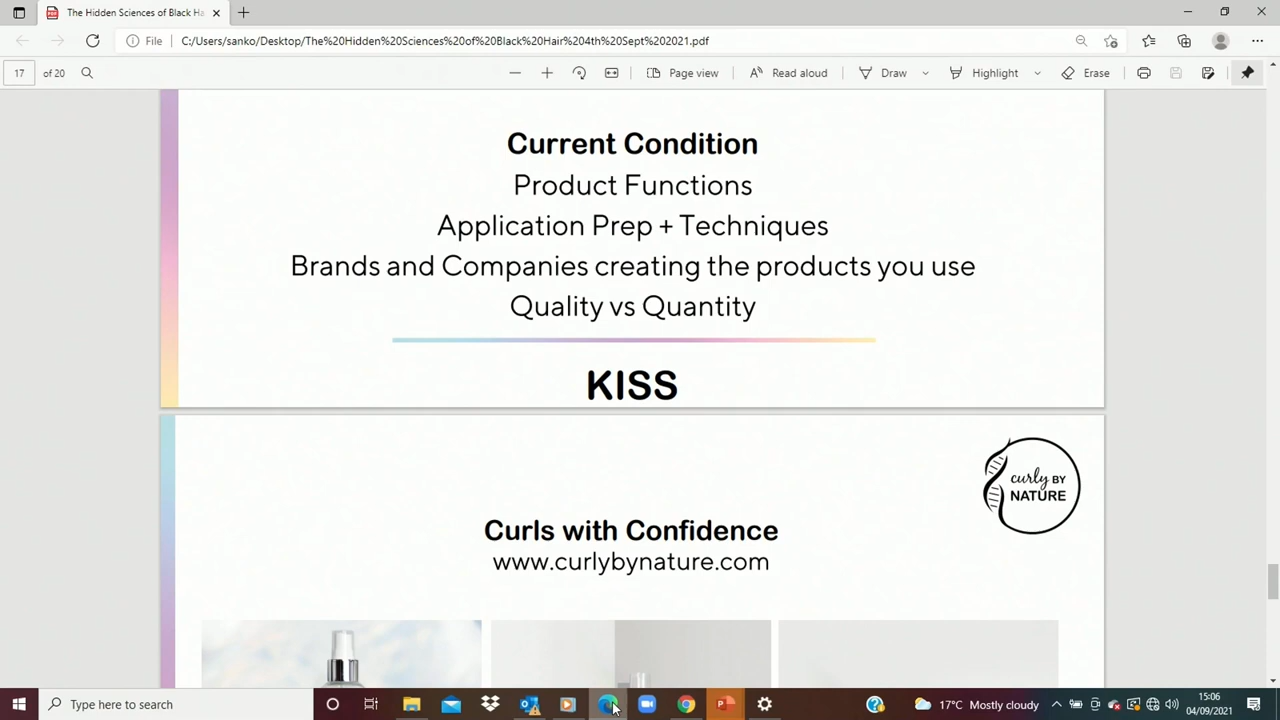 The Hidden Sciences of Black Ha
File
C:/Users/sanko/Desktop/The%20Hidden%20Sciences%20of%20Black%20Hair%204th%20Sept%202021.pdf
17 of 20
Page view
Read aloud
Draw
Highlight
Erase
Current Condition
Product Functions
Application Prep + Techniques
Brands and Companies creating the products you use
Quality vs Quantity
KISS
curly BY
NATURE
Curls with Confidence
www.curlybynature.com
Type here to search
17°C Mostly cloudy
15:06
04/09/2021